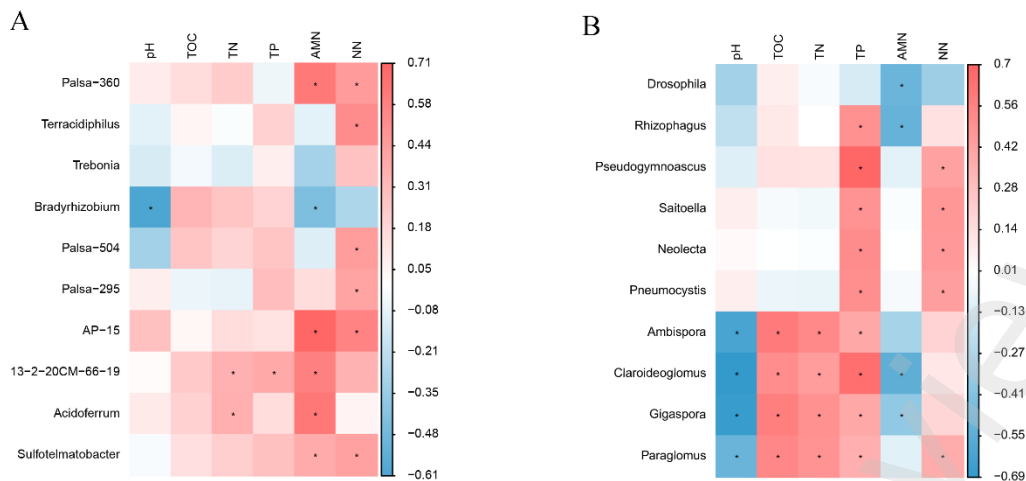 A
pH TOC TN TP AMN NN
Palsa-360 * *
Terracidiphilus *
Trebonia
Bradyrhizobium * *
Palsa-504 *
Palsa-295 *
AP-15 * *
13-2-20CM-66-19 * * *
Acidoferrum * *
Sulfotelmatobacter * *
0.71
0.58
0.44
0.31
0.18
0.05
-0.08
-0.21
-0.35
-0.48
-0.61
B
pH TOC TN TP AMN NN
Drosophila *
Rhizophagus * *
Pseudogymnoascus * *
Saitoella * *
Neolecta * *
Pneumocystis * *
Ambispora * * * *
Claroideoglomus * * * * *
Gigaspora * * * * *
Paraglomus * * * * *
0.7
0.56
0.42
0.28
0.14
0.01
-0.13
-0.27
-0.41
-0.55
-0.69